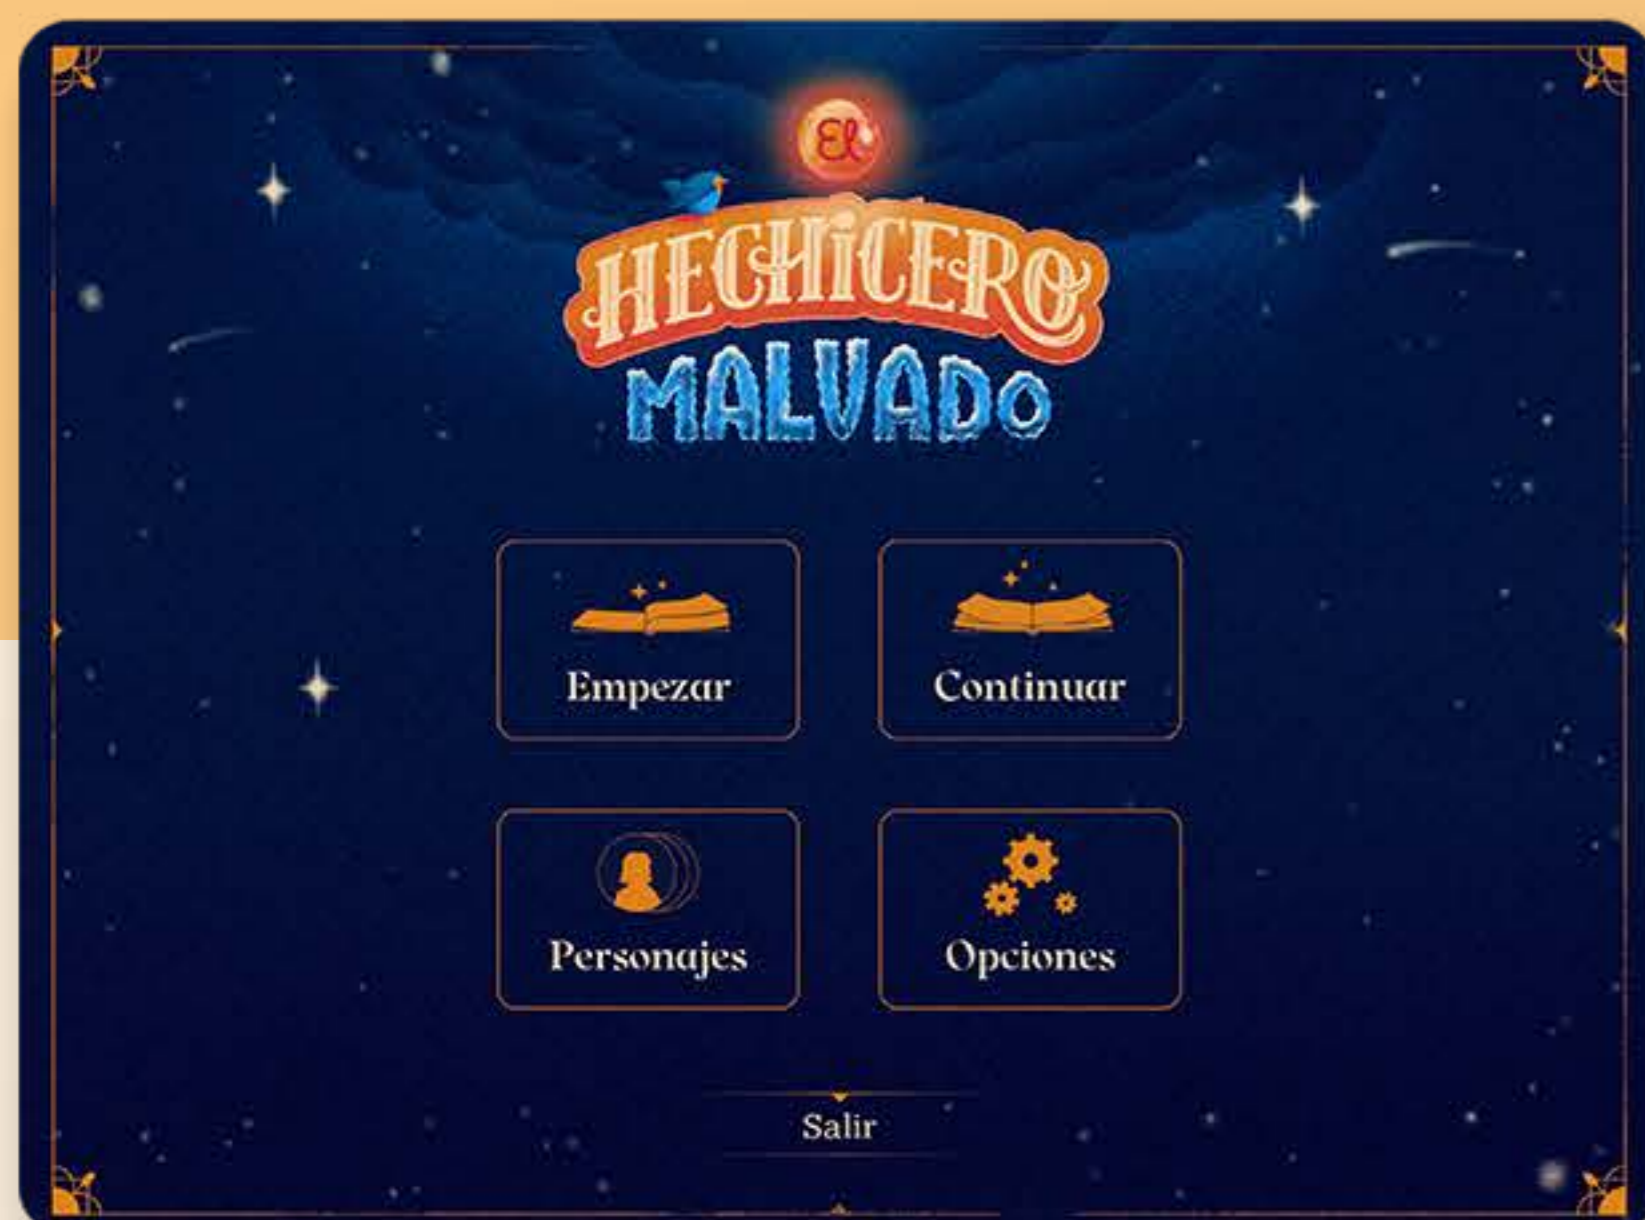 El
HECHiCERO
MALVADO
Empezar
Continuar
Personajes
Opciones
Salir